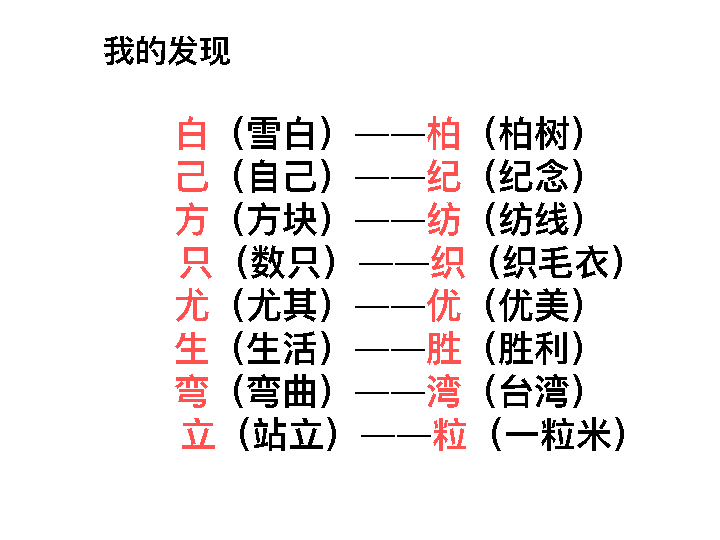 我的发现
白（雪白）——柏（柏树）
己（自己）——纪（纪念）
方（方块）——纺（纺线）
只（数只）——织（织毛衣）
尤（尤其）——优（优美）
生（生活）——胜（胜利）
弯（弯曲）——湾（台湾）
立（站立）——粒（一粒米）